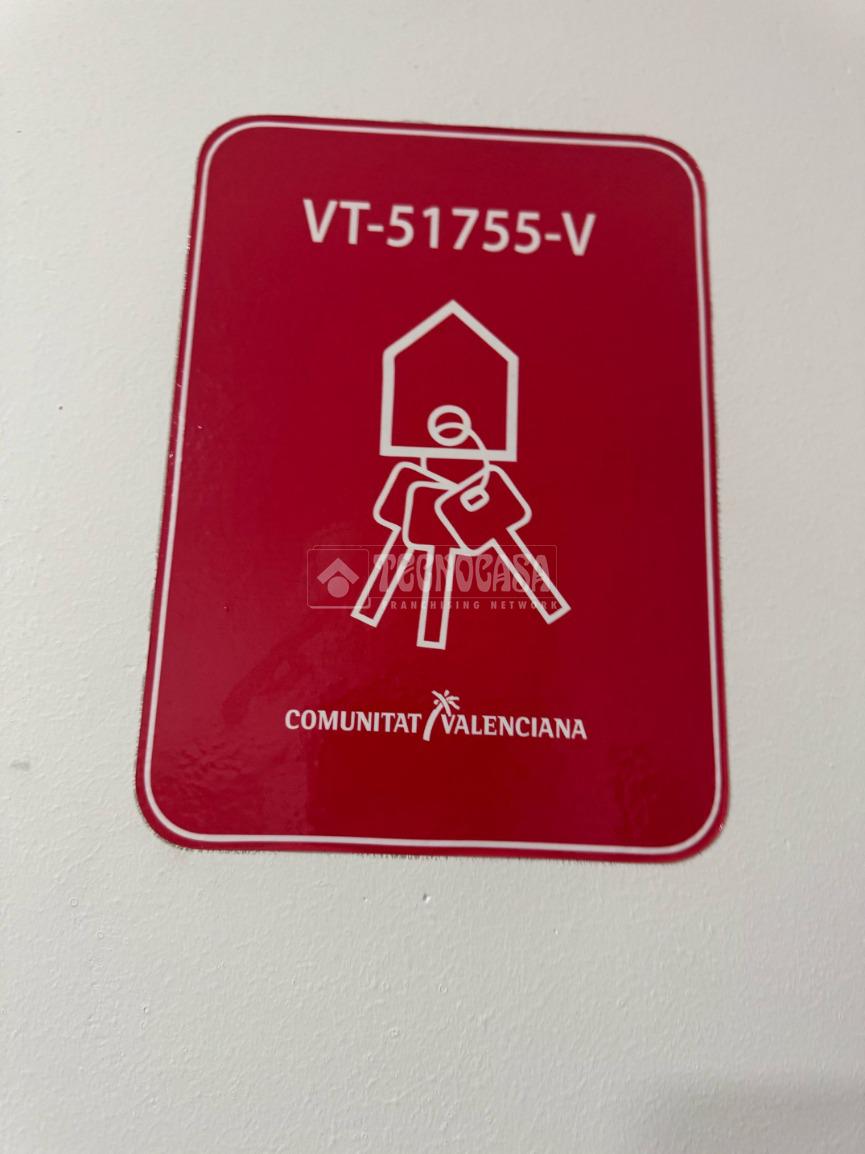 VT-51755-V
TECNOCASA
FRANCHISING NETWORK
COMUNITAT VALENCIANA